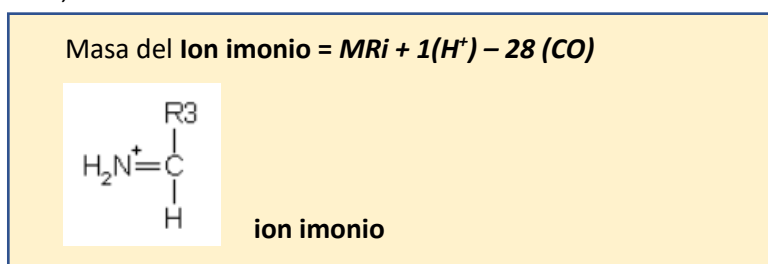 Masa del Ion imonio = MRi + 1(H⁺) – 28 (CO)
R3
H₂N⁺=C
H
ion imonio